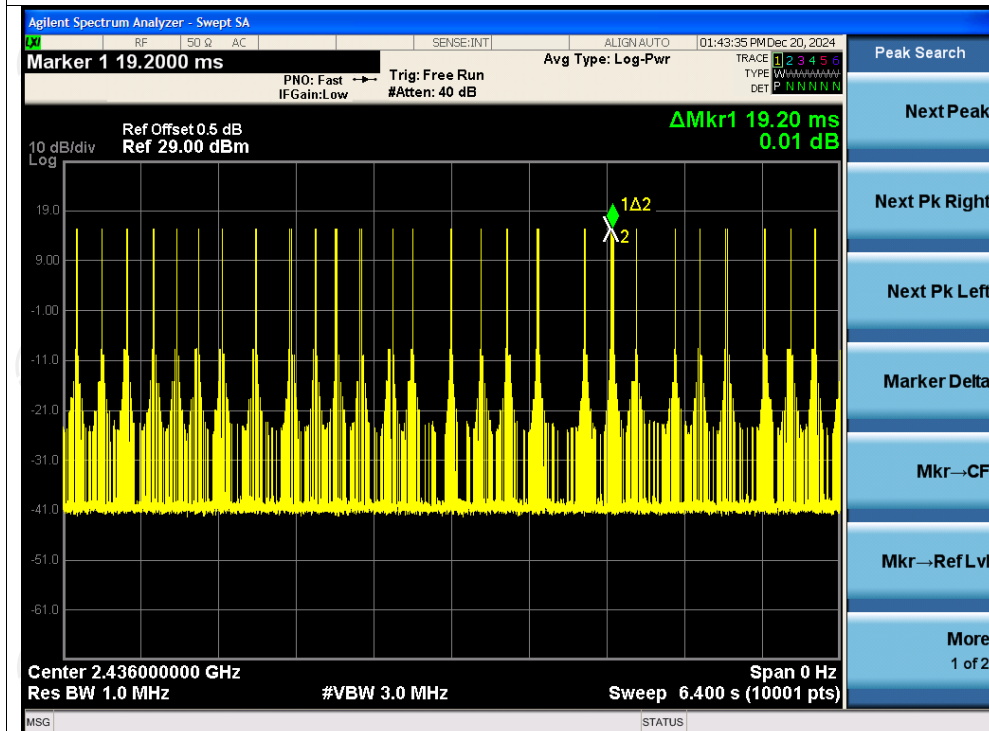 Agilent Spectrum Analyzer - Swept SA
LXI RF 50 Ω AC SENSE:INT ALIGN AUTO 01:43:35 PM Dec 20, 2024
Marker 1 19.2000 ms
PNO: Fast
IFGain:Low
Trig: Free Run
#Atten: 40 dB
Avg Type: Log-Pwr
TRACE 1 2 3 4 5 6
TYPE WWWWWW
DET P N N N N N
Peak Search
ΔMkr1 19.20 ms
0.01 dB
Ref Offset 0.5 dB
10 dB/div Ref 29.00 dBm
Log
19.0
9.00
-1.00
-11.0
-21.0
-31.0
-41.0
-51.0
-61.0
1Δ2
2
Center 2.436000000 GHz Span 0 Hz
Res BW 1.0 MHz #VBW 3.0 MHz Sweep 6.400 s (10001 pts)
MSG STATUS
Next Peak
Next Pk Right
Next Pk Left
Marker Delta
Mkr→CF
Mkr→Ref Lvl
More
1 of 2